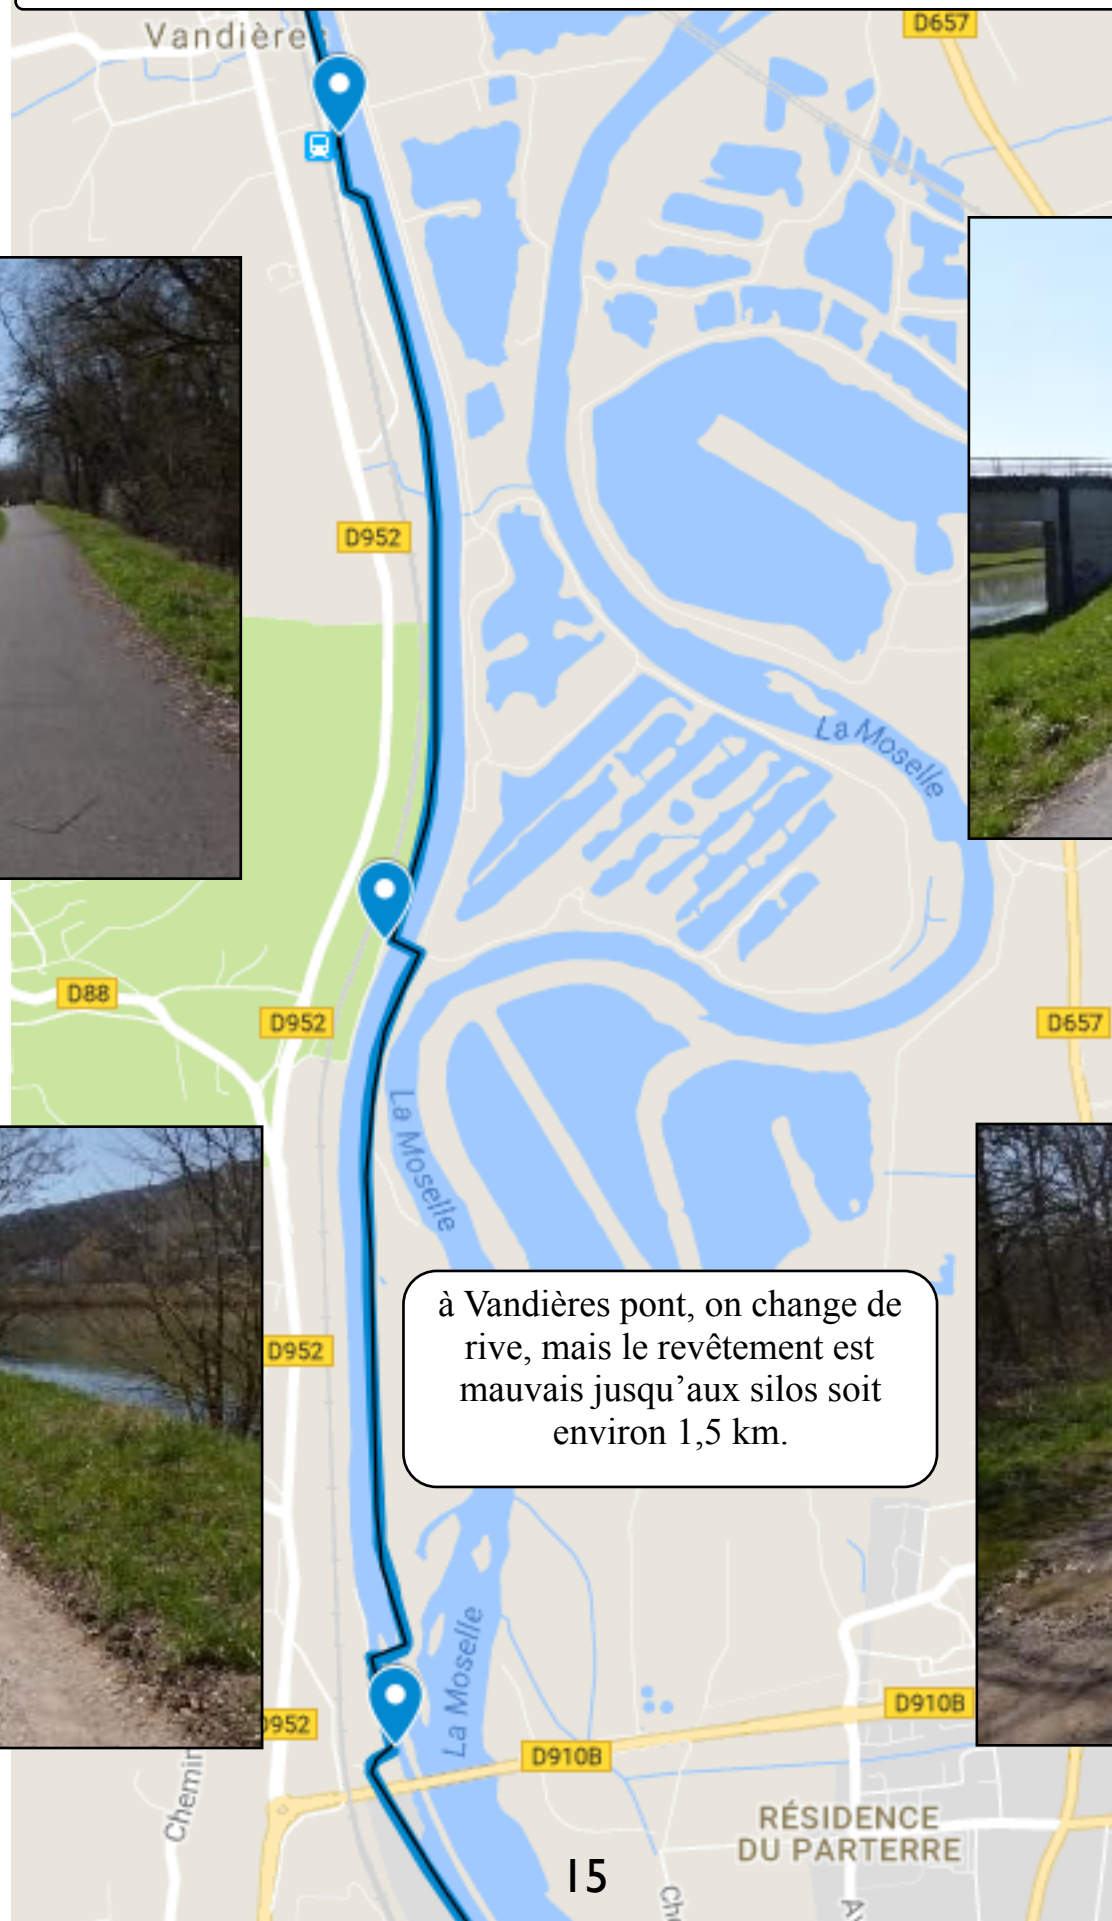 Vandière
D657
D952
La Moselle
D88
D952
D657
La Moselle
D952
à Vandières pont, on change de
rive, mais le revêtement est
mauvais jusqu’aux silos soit
environ 1,5 km.
La Moselle
D910B
952
D910B
Chemin
RÉSIDENCE
DU PARTERRE
15
Ch